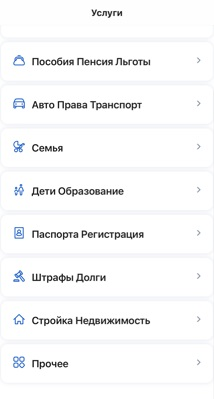 Услуги
Пособия Пенсия Льготы
Авто Права Транспорт
Семья
Дети Образование
Паспорта Регистрация
Штрафы Долги
Стройка Недвижимость
Прочее